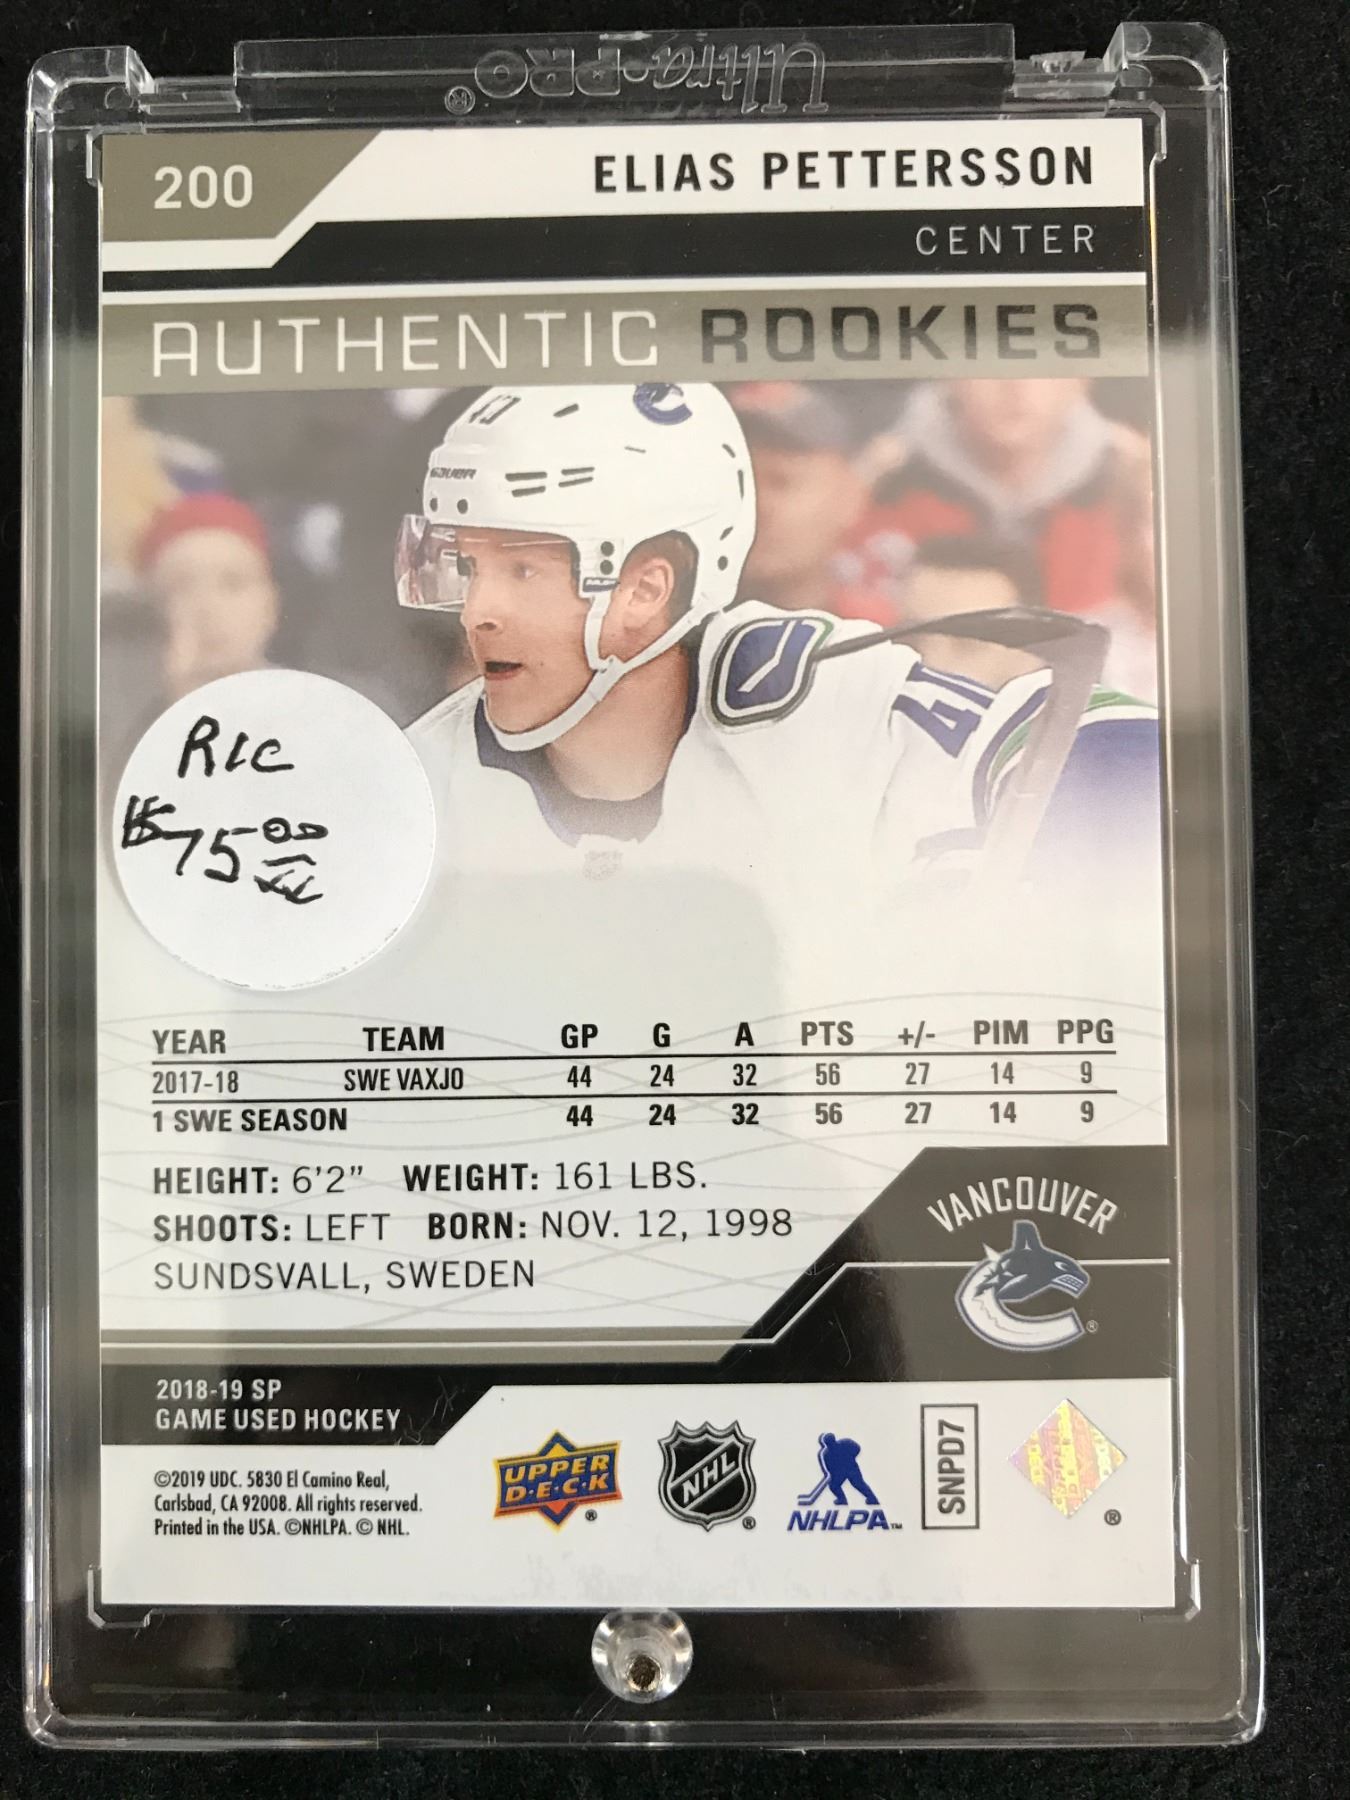 Ultra·PRO®
200
ELIAS PETTERSSON
CENTER
AUTHENTIC ROOKIES
BAUER
40
RIC
$75 00
YEAR TEAM GP G A PTS +/- PIM PPG
2017-18 SWE VAXJO 44 24 32 56 27 14 9
1 SWE SEASON 44 24 32 56 27 14 9
HEIGHT: 6'2” WEIGHT: 161 LBS.
SHOOTS: LEFT BORN: NOV. 12, 1998
SUNDSVALL, SWEDEN
VANCOUVER
®
2018-19 SP
GAME USED HOCKEY
©2019 UDC. 5830 El Camino Real,
Carlsbad, CA 92008. All rights reserved.
Printed in the USA. ©NHLPA. © NHL.
UPPER
D·E·C·K
®
NHL
®
NHLPA™
SNPD7
®